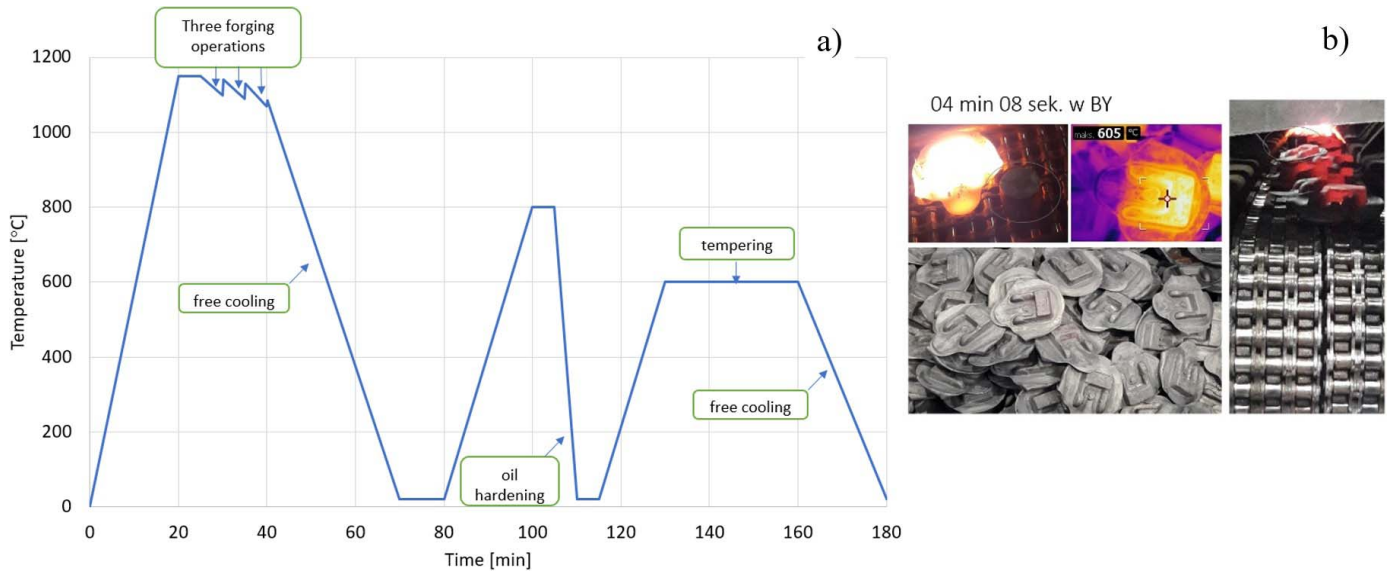 a)
b)
Three forging
operations
1200
1000
800
600
400
200
0
Temperature [°C]
free cooling
oil
hardening
tempering
free cooling
0
20
40
60
80
100
120
140
160
180
Time [min]
04 min 08 sek. w BY
maks. 605 °C